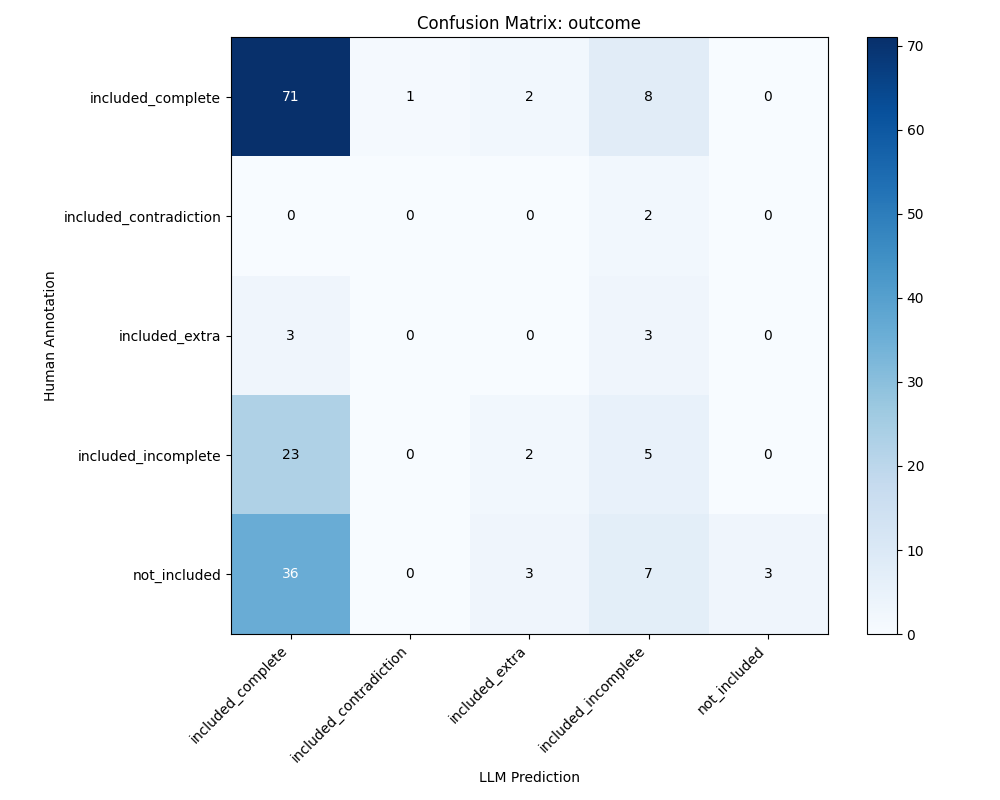 Confusion Matrix: outcome
included_complete 71 1 2 8 0
included_contradiction 0 0 0 2 0
included_extra 3 0 0 3 0
included_incomplete 23 0 2 5 0
not_included 36 0 3 7 3
Human Annotation
included_complete
included_contradiction
included_extra
included_incomplete
not_included
LLM Prediction
70
60
50
40
30
20
10
0